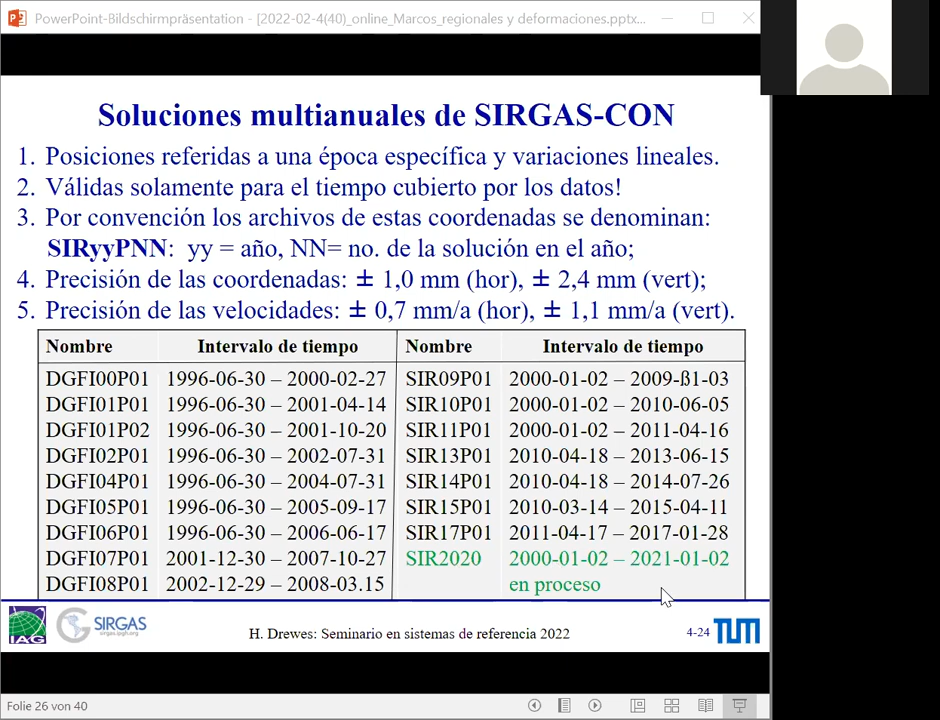 PowerPoint-Bildschirmpräsentation - [2022-02-4(40)_online_Marcos_regionales y deformaciones.pptx...
Soluciones multianuales de SIRGAS-CON
1. Posiciones referidas a una época específica y variaciones lineales.
2. Válidas solamente para el tiempo cubierto por los datos!
3. Por convención los archivos de estas coordenadas se denominan:
SIRyyPNN: yy = año, NN= no. de la solución en el año;
4. Precisión de las coordenadas: ± 1,0 mm (hor), ± 2,4 mm (vert);
5. Precisión de las velocidades: ± 0,7 mm/a (hor), ± 1,1 mm/a (vert).
Nombre Intervalo de tiempo Nombre Intervalo de tiempo
DGFI00P01 1996-06-30 – 2000-02-27 SIR09P01 2000-01-02 – 2009-ß1-03
DGFI01P01 1996-06-30 – 2001-04-14 SIR10P01 2000-01-02 – 2010-06-05
DGFI01P02 1996-06-30 – 2001-10-20 SIR11P01 2000-01-02 – 2011-04-16
DGFI02P01 1996-06-30 – 2002-07-31 SIR13P01 2010-04-18 – 2013-06-15
DGFI04P01 1996-06-30 – 2004-07-31 SIR14P01 2010-04-18 – 2014-07-26
DGFI05P01 1996-06-30 – 2005-09-17 SIR15P01 2010-03-14 – 2015-04-11
DGFI06P01 1996-06-30 – 2006-06-17 SIR17P01 2011-04-17 – 2017-01-28
DGFI07P01 2001-12-30 – 2007-10-27 SIR2020 2000-01-02 – 2021-01-02
DGFI08P01 2002-12-29 – 2008-03.15 en proceso
IAG SIRGAS
sirgas.ipgh.org
H. Drewes: Seminario en sistemas de referencia 2022 4-24 TUM
Folie 26 von 40